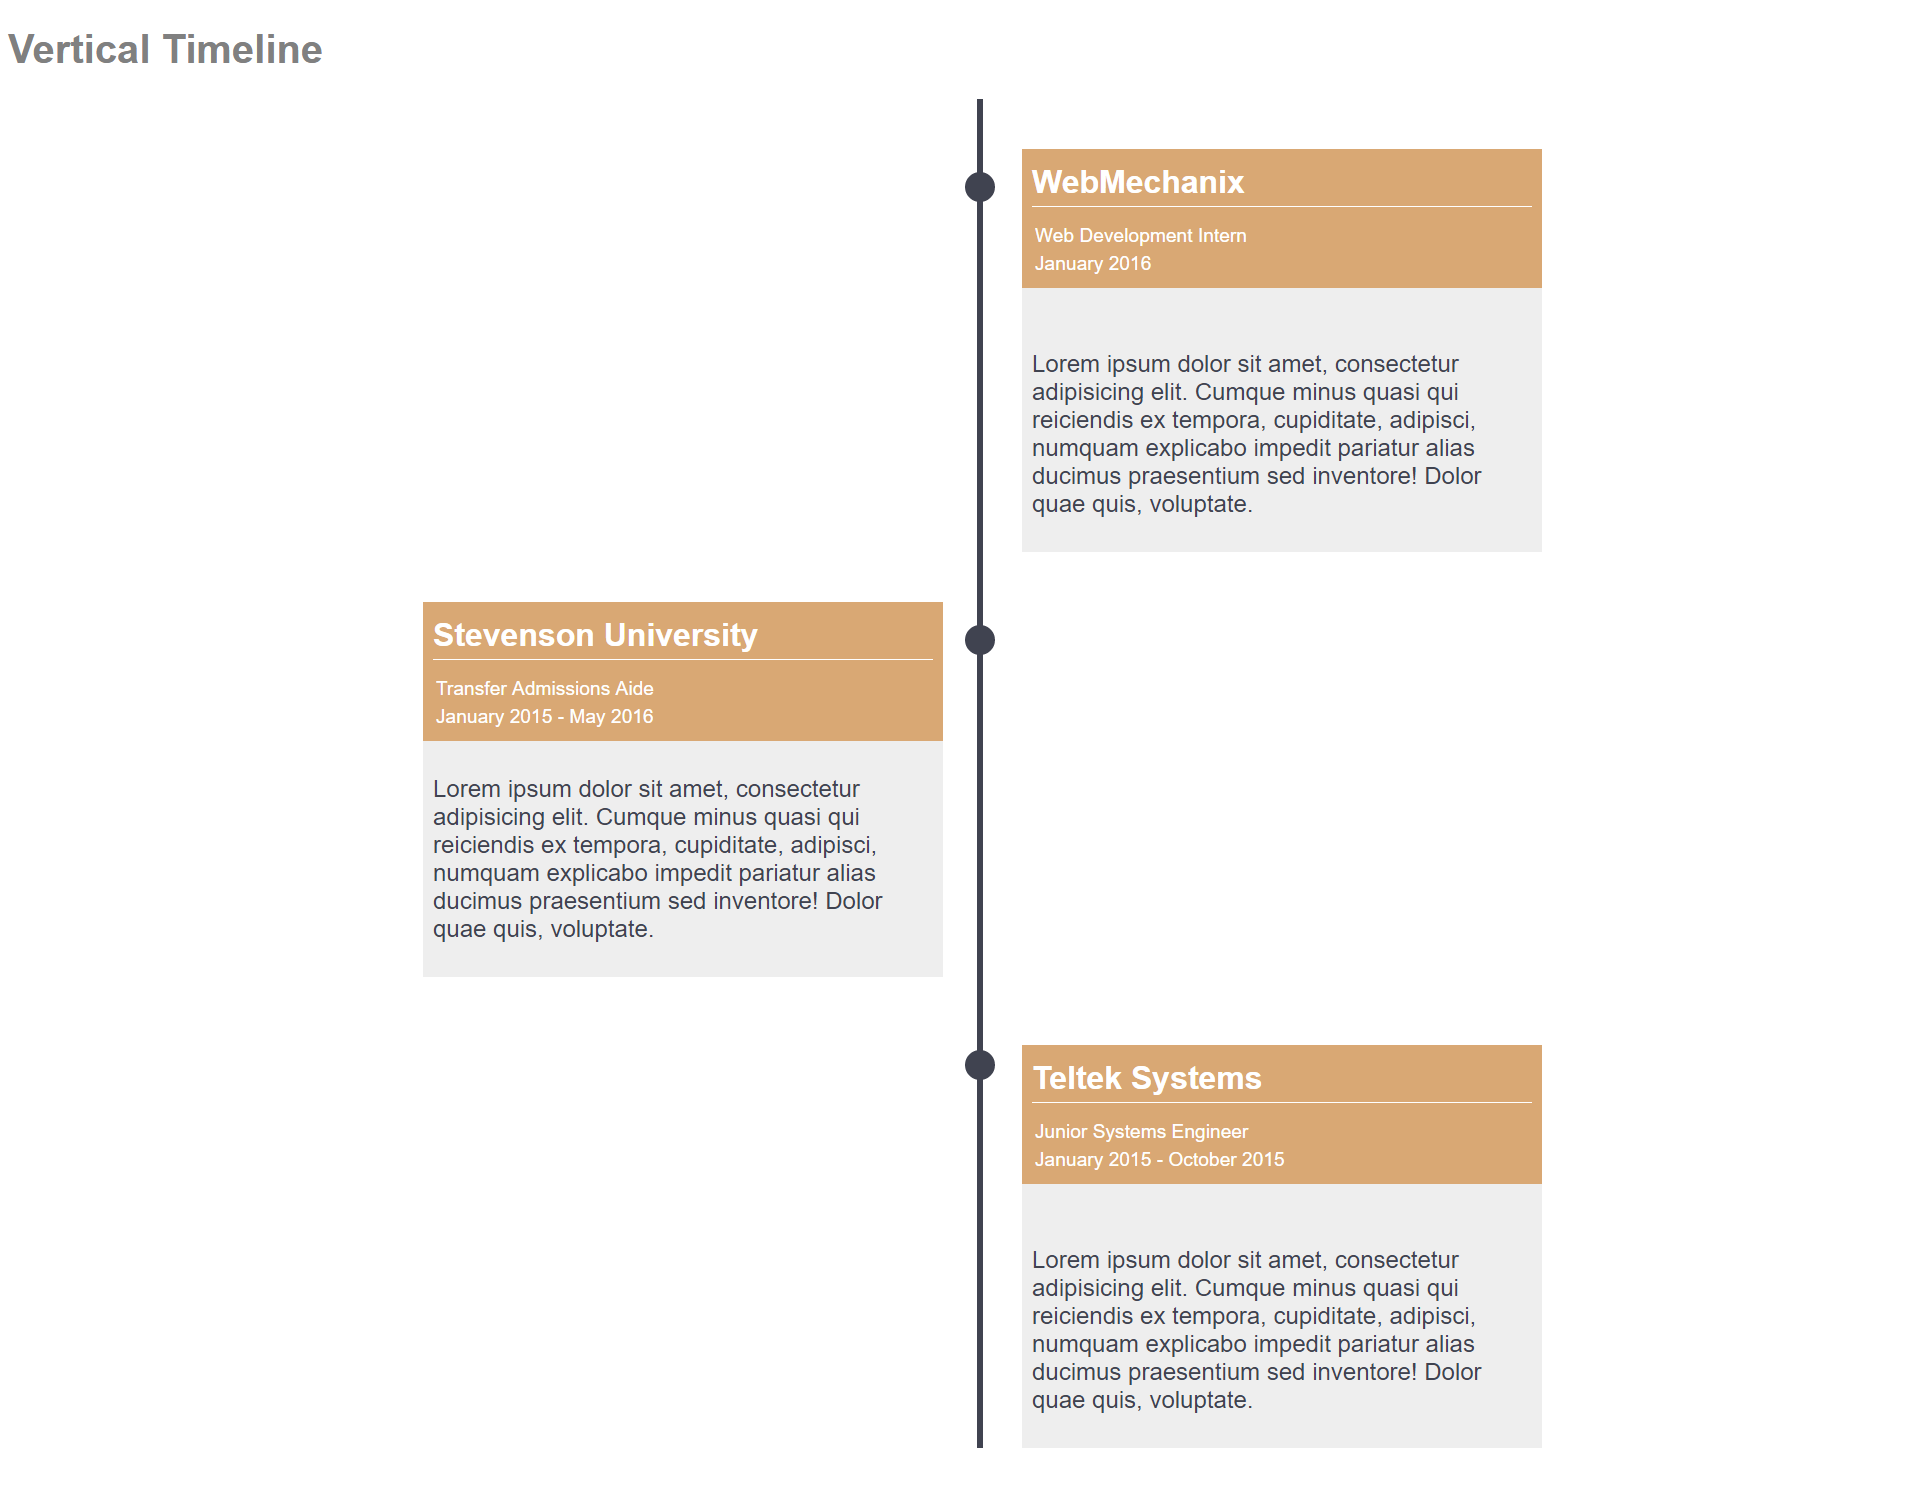 Vertical Timeline
WebMechanix
Web Development Intern
January 2016
Lorem ipsum dolor sit amet, consectetur
adipisicing elit. Cumque minus quasi qui
reiciendis ex tempora, cupiditate, adipisci,
numquam explicabo impedit pariatur alias
ducimus praesentium sed inventore! Dolor
quae quis, voluptate.
Stevenson University
Transfer Admissions Aide
January 2015 - May 2016
Lorem ipsum dolor sit amet, consectetur
adipisicing elit. Cumque minus quasi qui
reiciendis ex tempora, cupiditate, adipisci,
numquam explicabo impedit pariatur alias
ducimus praesentium sed inventore! Dolor
quae quis, voluptate.
Teltek Systems
Junior Systems Engineer
January 2015 - October 2015
Lorem ipsum dolor sit amet, consectetur
adipisicing elit. Cumque minus quasi qui
reiciendis ex tempora, cupiditate, adipisci,
numquam explicabo impedit pariatur alias
ducimus praesentium sed inventore! Dolor
quae quis, voluptate.